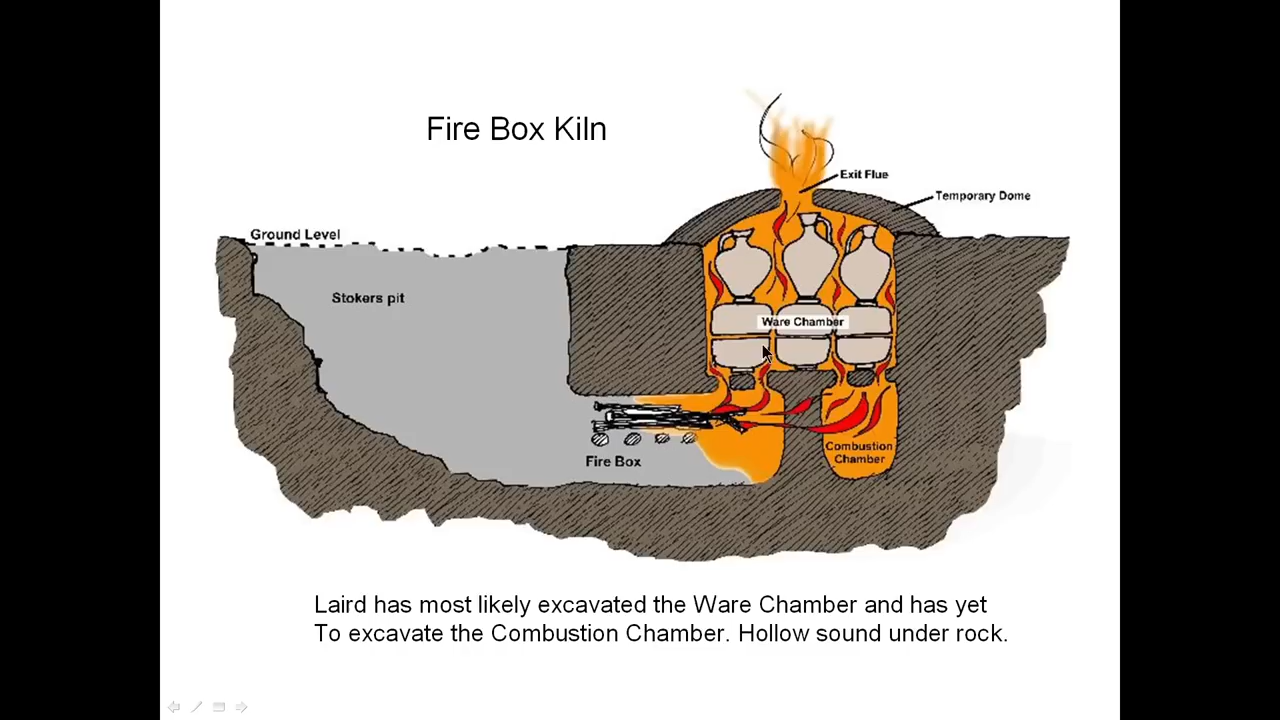 Fire Box Kiln
Exit Flue
Temporary Dome
Ground Level
Stokers pit
Ware Chamber
Combustion
Chamber
Fire Box
Laird has most likely excavated the Ware Chamber and has yet
To excavate the Combustion Chamber. Hollow sound under rock.